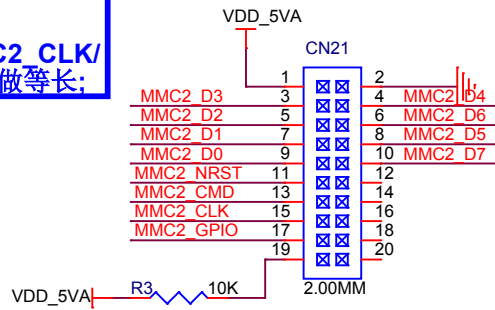 C2_CLK/
做等长;
VDD_5VA
CN21
1 2
MMC2_D3 3 4 MMC2_D4
MMC2_D2 5 6 MMC2_D6
MMC2_D1 7 8 MMC2_D5
MMC2_D0 9 10 MMC2_D7
MMC2_NRST 11 12
MMC2_CMD 13 14
MMC2_CLK 15 16
MMC2_GPIO 17 18
19 20
VDD_5VA R3 10K 2.00MM